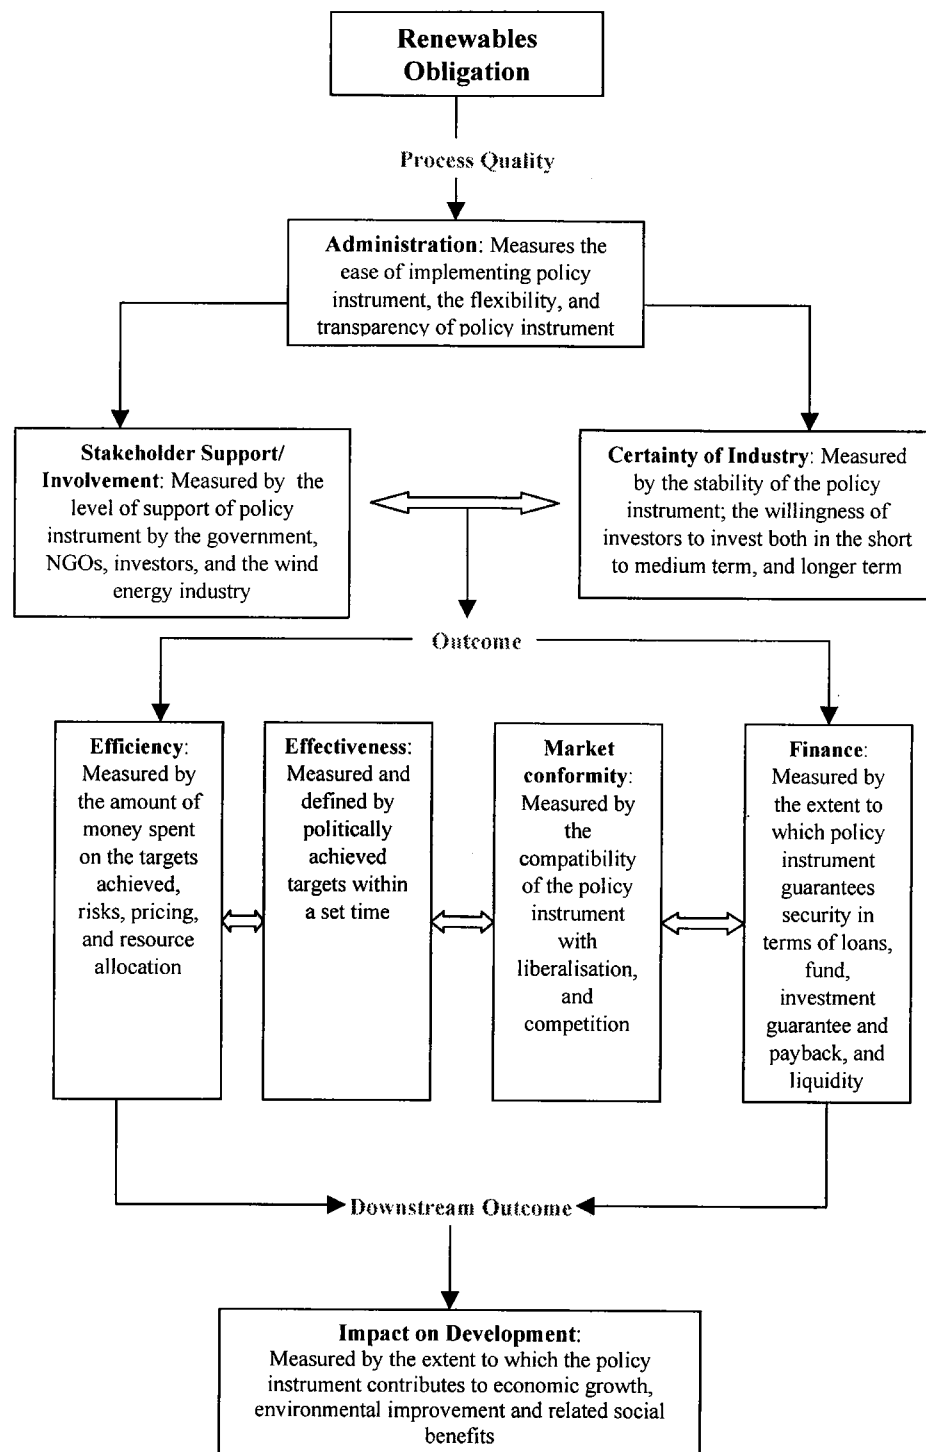 Renewables
Obligation
Process Quality
Administration: Measures the
ease of implementing policy
instrument, the flexibility, and
transparency of policy instrument
Stakeholder Support/
Involvement: Measured by the
level of support of policy
instrument by the government,
NGOs, investors, and the wind
energy industry
Certainty of Industry: Measured
by the stability of the policy
instrument; the willingness of
investors to invest both in the short
to medium term, and longer term
Outcome
Efficiency:
Measured by
the amount of
money spent
on the targets
achieved,
risks, pricing,
and resource
allocation
Effectiveness:
Measured and
defined by
politically
achieved
targets within
a set time
Market
conformity:
Measured by
the
compatibility
of the policy
instrument
with
liberalisation,
and
competition
Finance:
Measured by
the extent to
which policy
instrument
guarantees
security in
terms of loans,
fund,
investment
guarantee and
payback, and
liquidity
Downstream Outcome
Impact on Development:
Measured by the extent to which the policy
instrument contributes to economic growth,
environmental improvement and related social
benefits